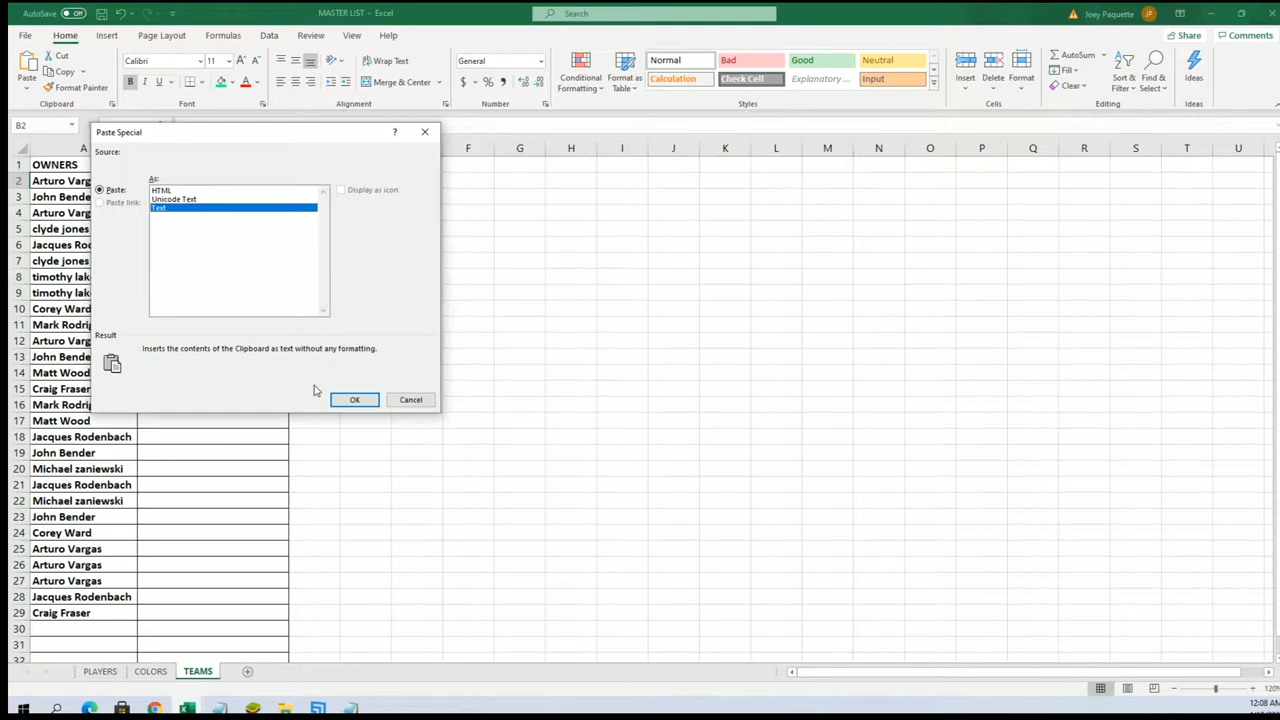 AutoSave Off MASTER LIST - Excel Search Joey Paquette JP
File Home Insert Page Layout Formulas Data Review View Help Share Comments
Cut Copy Format Painter Paste Clipboard
Calibri 11 A A B I U A Font
Wrap Text Merge & Center Alignment
General $ % Number
Conditional Formatting Format as Table
Normal Bad Good Neutral
Calculation Check Cell Explanatory ... Input
Styles
Insert Delete Format Cells
AutoSum Fill Clear Sort & Filter Find & Select Editing
Ideas Ideas
B2
A F G H I J K L M N O P Q R S T U
Paste Special ?
Source:
As:
Paste:
Paste link:
HTML
Unicode Text
Text
Display as icon
Result
Inserts the contents of the Clipboard as text without any formatting.
OK Cancel
1 OWNERS
2 Arturo Varg
3 John Bender
4 Arturo Varg
5 clyde jones
6 Jacques Rod
7 clyde jones
8 timothy lak
9 timothy lak
10 Corey Ward
11 Mark Rodrig
12 Arturo Varg
13 John Bender
14 Matt Wood
15 Craig Fraser
16 Mark Rodrig
17 Matt Wood
18 Jacques Rodenbach
19 John Bender
20 Michael zaniewski
21 Jacques Rodenbach
22 Michael zaniewski
23 John Bender
24 Corey Ward
25 Arturo Vargas
26 Arturo Vargas
27 Arturo Vargas
28 Jacques Rodenbach
29 Craig Fraser
30
31
32
PLAYERS COLORS TEAMS
120%
12:08 AM